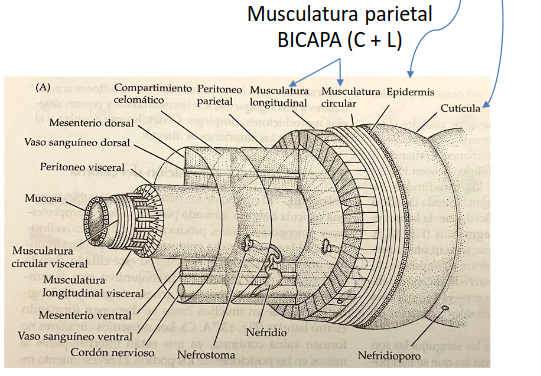 Musculatura parietal
BICAPA (C + L)
(A)
Compartimiento celomático
Peritoneo parietal
Musculatura longitudinal
Musculatura circular
Epidermis
Cutícula
Mesenterio dorsal
Vaso sanguíneo dorsal
Peritoneo visceral
Mucosa
Musculatura
circular visceral
Musculatura
longitudinal visceral
Mesenterio ventral
Vaso sanguíneo ventral
Cordón nervioso
Nefrostoma
Nefridio
Nefridioporo